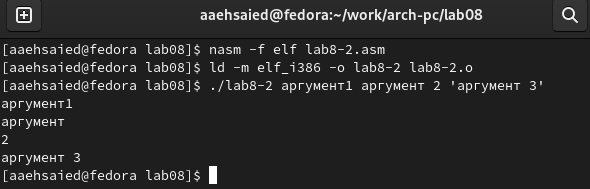 aaehsaied@fedora:~/work/arch-pc/lab08
[aaehsaied@fedora lab08]$ nasm -f elf lab8-2.asm
[aaehsaied@fedora lab08]$ ld -m elf_i386 -o lab8-2 lab8-2.o
[aaehsaied@fedora lab08]$ ./lab8-2 аргумент1 аргумент 2 'аргумент 3'
аргумент1
аргумент
2
аргумент 3
[aaehsaied@fedora lab08]$